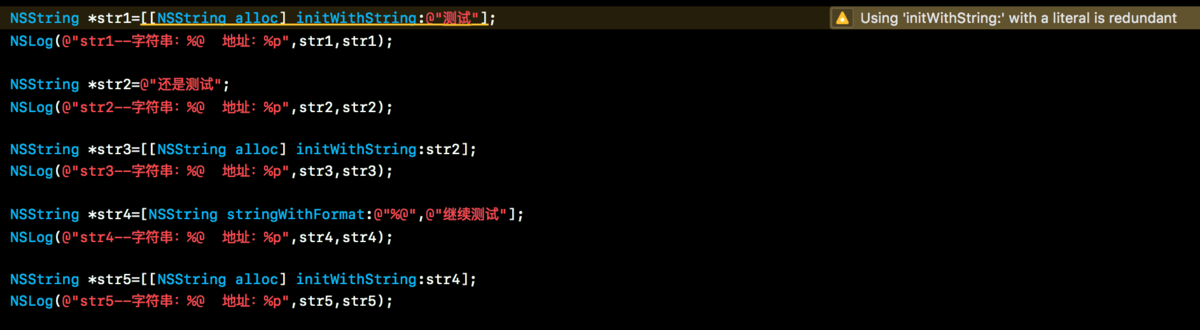 NSString *str1=[[NSString alloc] initWithString:@"测试"];
Using 'initWithString:' with a literal is redundant
NSLog(@"str1--字符串：%@  地址：%p",str1,str1);
NSString *str2=@"还是测试";
NSLog(@"str2--字符串：%@  地址：%p",str2,str2);
NSString *str3=[[NSString alloc] initWithString:str2];
NSLog(@"str3--字符串：%@  地址：%p",str3,str3);
NSString *str4=[NSString stringWithFormat:@"%@",@"继续测试"];
NSLog(@"str4--字符串：%@  地址：%p",str4,str4);
NSString *str5=[[NSString alloc] initWithString:str4];
NSLog(@"str5--字符串：%@  地址：%p",str5,str5);